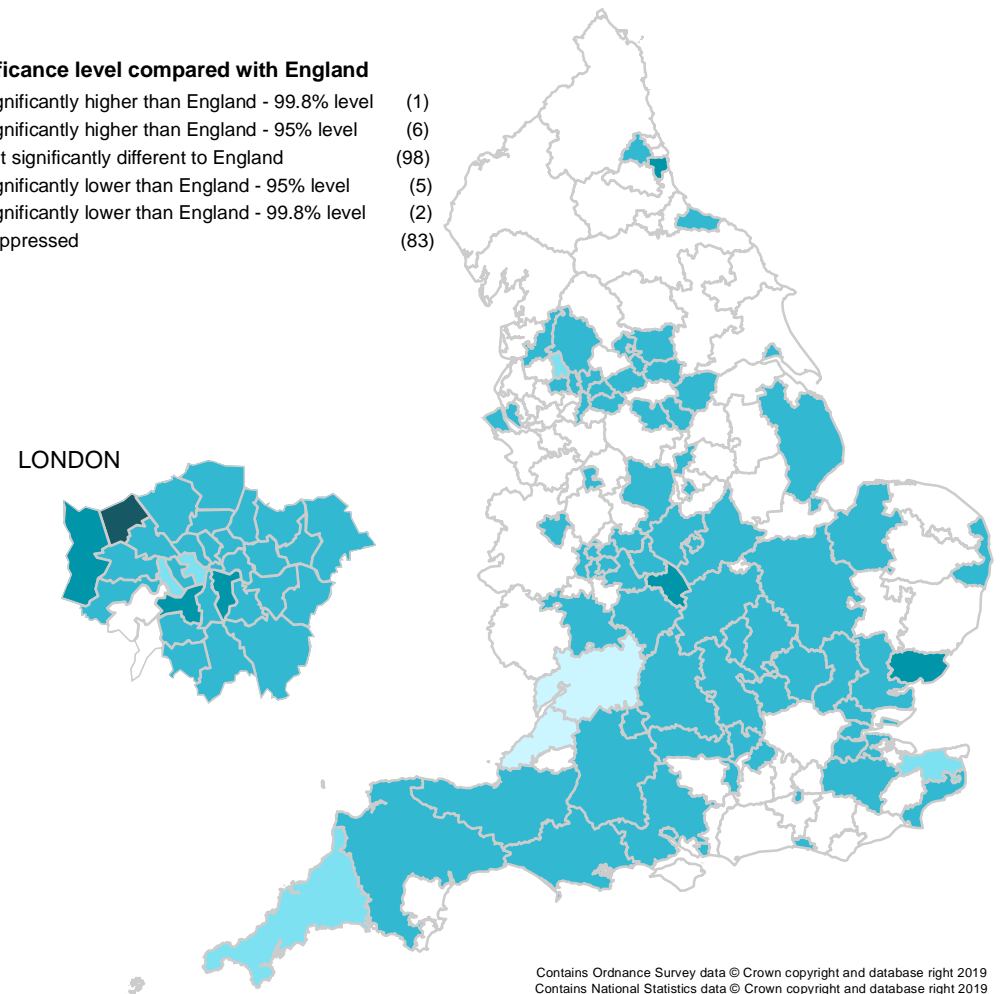 ficance level compared with England
gnificantly higher than England - 99.8% level (1)
gnificantly higher than England - 95% level (6)
t significantly different to England (98)
gnificantly lower than England - 95% level (5)
gnificantly lower than England - 99.8% level (2)
ppressed (83)
LONDON
Contains Ordnance Survey data © Crown copyright and database right 2019
Contains National Statistics data © Crown copyright and database right 2019